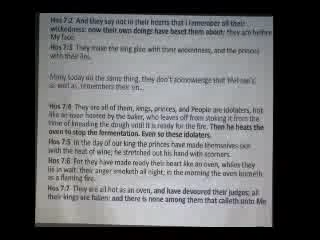 Hos 7:2 And they say not in their hearts that I remember all their
wickedness: now their own doings have beset them about; they are before
My face.
Hos 7:3 They make the king glad with their wickedness, and the princes
with their lies.
Many today do the same thing, they don't acknowledge that
as well as, remembers their sin...
Hos 7:4 They are all of them, kings, princes, and People are idolaters, hot
like an oven heated by the baker, who leaves off from stoking it from the
time of kneading the dough until it is ready for the fire. Then he heats the
oven to stop the fermentation. Even so these idolaters.
Hos 7:5 In the day of our king the princes have made themselves sick
with the heat of wine; he stretched out his hand with scorners.
Hos 7:6 For they have made ready their heart like an oven, whiles they
lie in wait: their anger smoketh all night; in the morning the oven burneth
as a flaming fire.
Hos 7:7 They are all hot as an oven, and have devoured their judges; all
their kings are fallen: and there is none among them that calleth unto Me